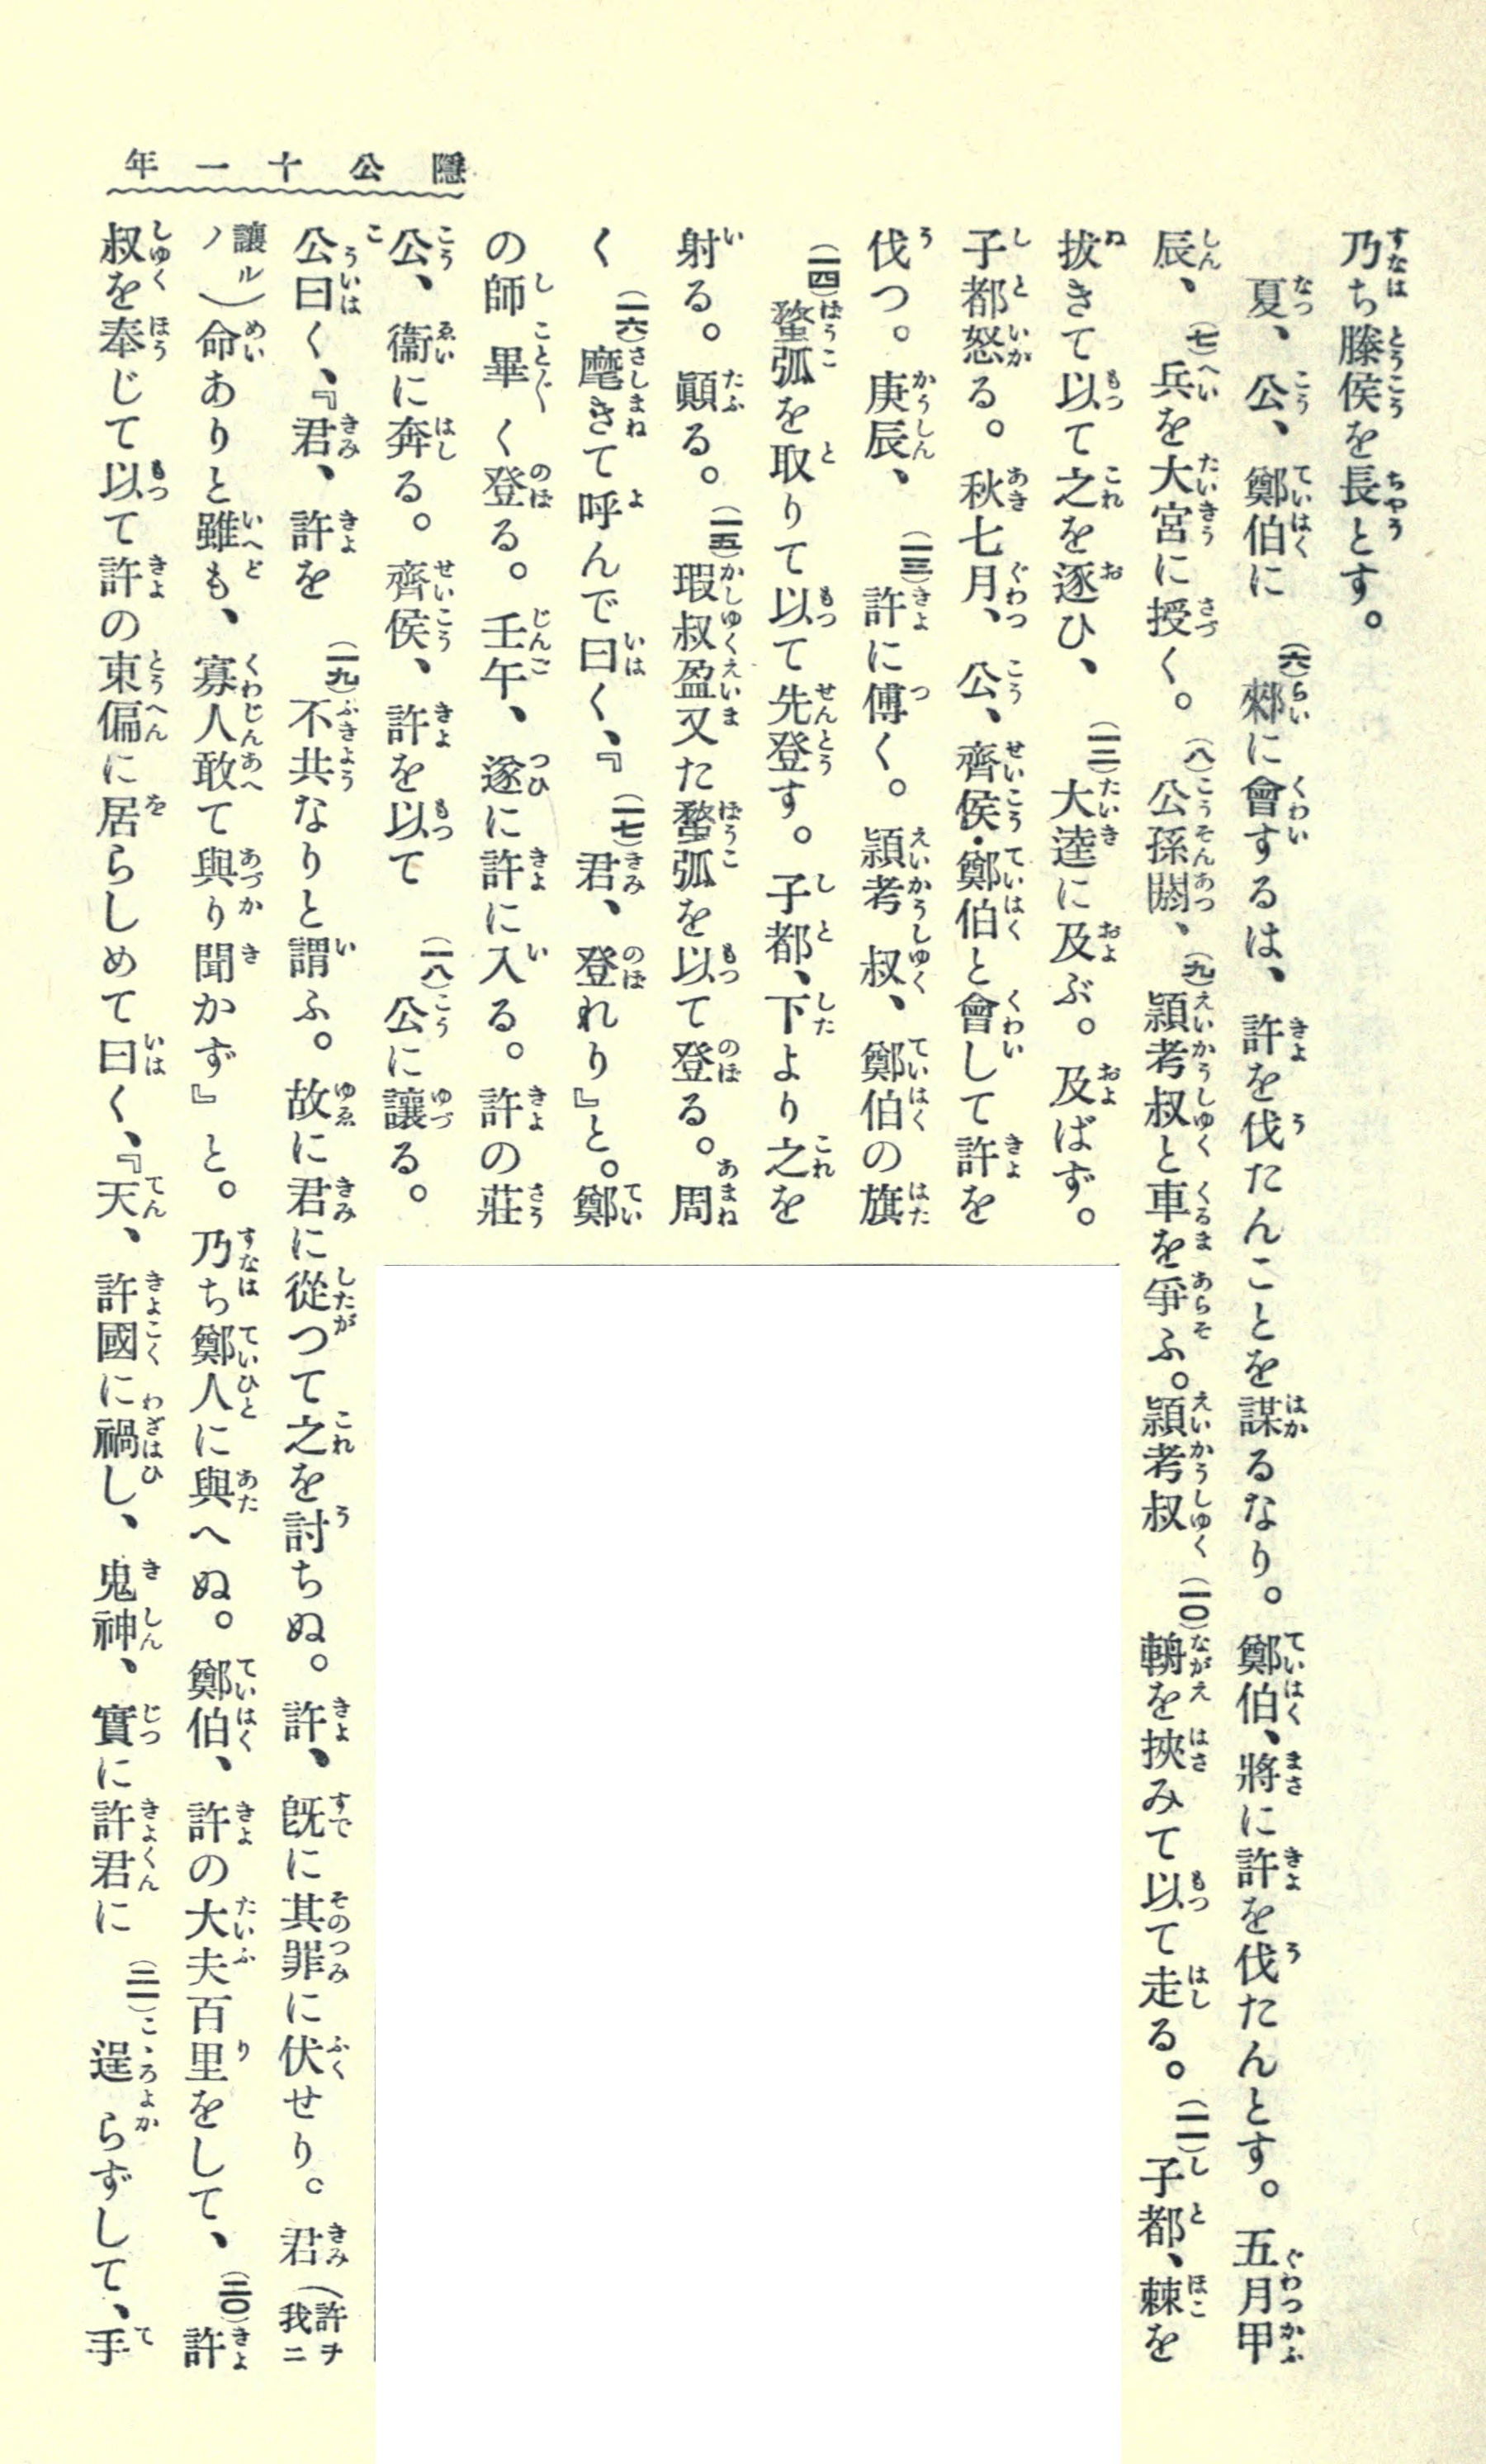 隱公十一年
乃ち滕侯を長とす。
夏、公、鄭伯に(六)郲に會するは、許を伐たんことを謀るなり。鄭伯、將に許を伐たんとす。五月甲
辰、(七)兵を大宮に授く。(八)公孫閼、(九)頴考叔と車を爭ふ。頴考叔(一〇)輈を挾みて以て走る。(一一)子都、棘を
拔きて以て之を逐ひ、(一二)大逵に及ぶ。及ばず。
子都怒る。秋七月、公、齊侯・鄭伯と會して許を
伐つ。庚辰、(一三)許に傅く。頴考叔、鄭伯の旗
(一四)蝥弧を取りて以て先登す。子都、下より之を
射る。顚る。(一五)瑕叔盈又た蝥弧を以て登る。周
く(一六)麾きて呼んで曰く、『(一七)君、登れり』と。鄭
の師畢〱く登る。壬午、遂に許に入る。許の莊
公、衞に奔る。齊侯、許を以て(一八)公に讓る。
公曰く、『君、許を(一九)不共なりと謂ふ。故に君に從つて之を討ちぬ。許、既に其罪に伏せり。君(許ヲ我ニ
讓ルノ)命ありと雖も、寡人敢て與り聞かず』と。乃ち鄭人に與へぬ。鄭伯、許の大夫百里をして、(二〇)許
叔を奉じて以て許の東偏に居らしめて曰く、『天、許國に禍し、鬼神、實に許君に(二一)逞らずして、手